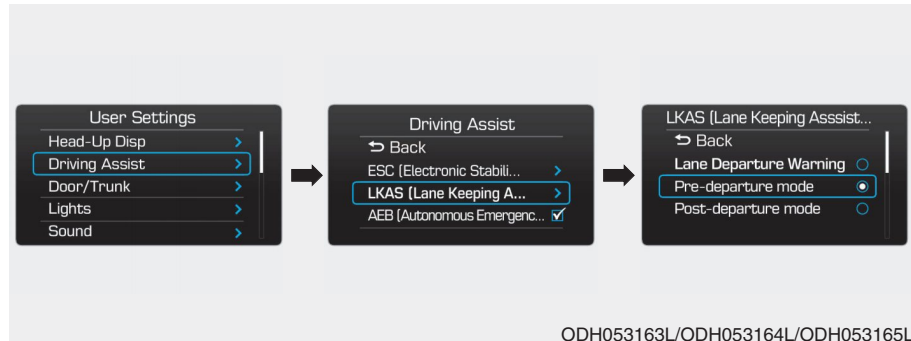 User Settings
Head-Up Disp
Driving Assist
Door/Trunk
Lights
Sound
Driving Assist
Back
ESC (Electronic Stabili...
LKAS (Lane Keeping A...
AEB (Autonomous Emergenc...
LKAS (Lane Keeping Asssist...
Back
Lane Departure Warning
Pre-departure mode
Post-departure mode
ODH053163L/ODH053164L/ODH053165L